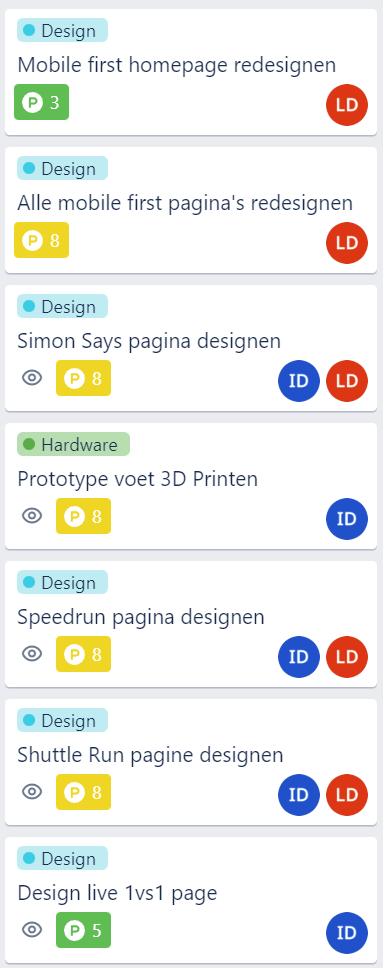 Design
Mobile first homepage redesignen
P 3 LD
Design
Alle mobile first pagina's redesignen
P 8 LD
Design
Simon Says pagina designen
P 8 ID LD
Hardware
Prototype voet 3D Printen
P 8 ID
Design
Speedrun pagina designen
P 8 ID LD
Design
Shuttle Run pagine designen
P 8 ID LD
Design
Design live 1vs1 page
P 5 ID